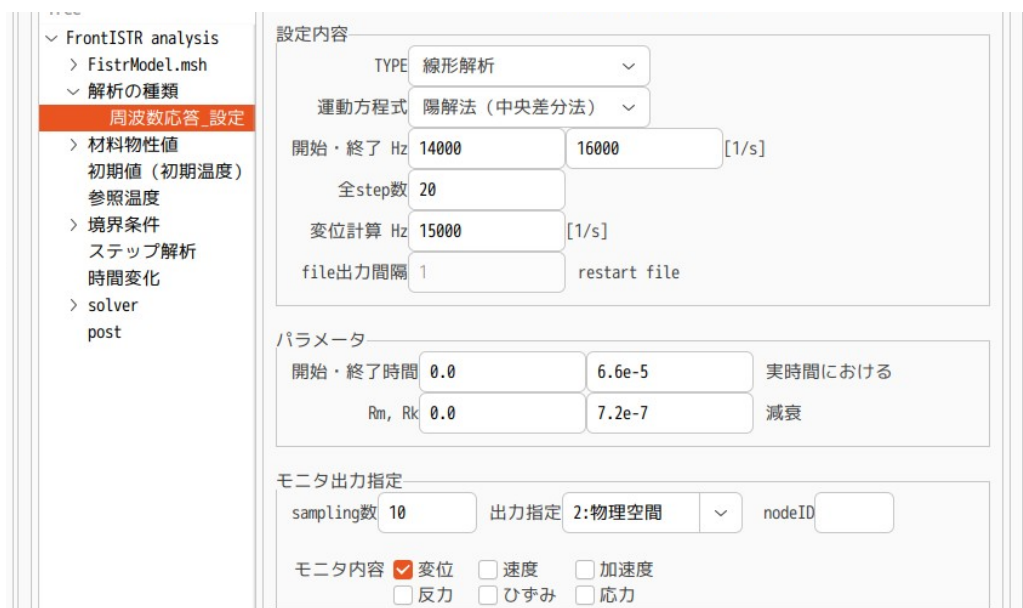 FrontISTR analysis
FistrModel.msh
解析の種類
周波数応答_設定
材料物性値
初期値（初期温度）
参照温度
境界条件
ステップ解析
時間変化
solver
post
設定内容
TYPE 線形解析
運動方程式 陽解法（中央差分法）
開始・終了 Hz 14000 16000 [1/s]
全step数 20
変位計算 Hz 15000 [1/s]
file出力間隔 1 restart file
パラメータ
開始・終了時間 0.0 6.6e-5 実時間における
Rm, Rk 0.0 7.2e-7 減衰
モニタ出力指定
sampling数 10 出力指定 2:物理空間 nodeID
モニタ内容 変位 速度 加速度
反力 ひずみ 応力